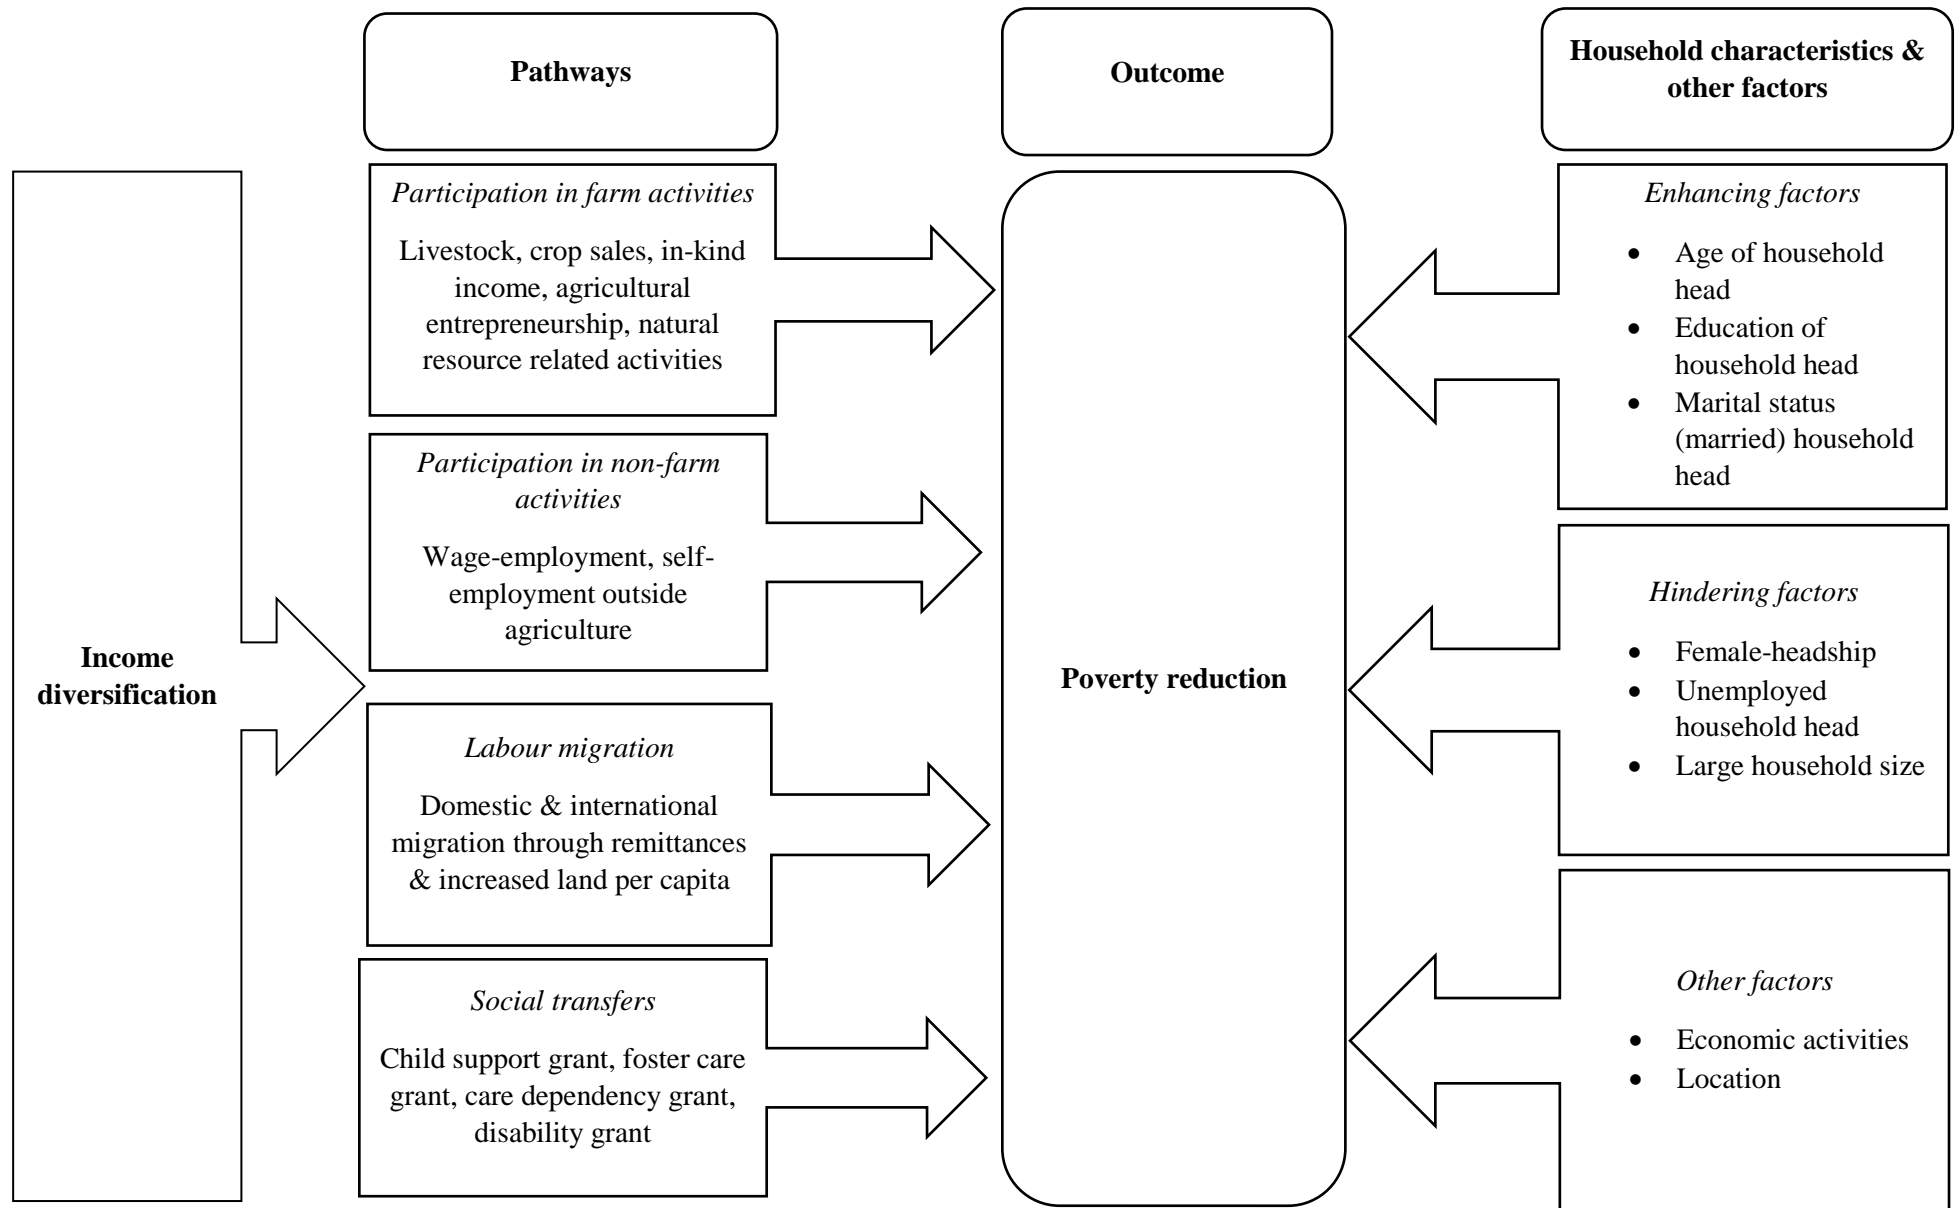 Pathways
Outcome
Household characteristics &
other factors
Income
diversification
Participation in farm activities
Livestock, crop sales, in-kind
income, agricultural
entrepreneurship, natural
resource related activities
Participation in non-farm
activities
Wage-employment, self-
employment outside
agriculture
Labour migration
Domestic & international
migration through remittances
& increased land per capita
Social transfers
Child support grant, foster care
grant, care dependency grant,
disability grant
Poverty reduction
Enhancing factors
• Age of household
head
• Education of
household head
• Marital status
(married) household
head
Hindering factors
• Female-headship
• Unemployed
household head
• Large household size
Other factors
• Economic activities
• Location